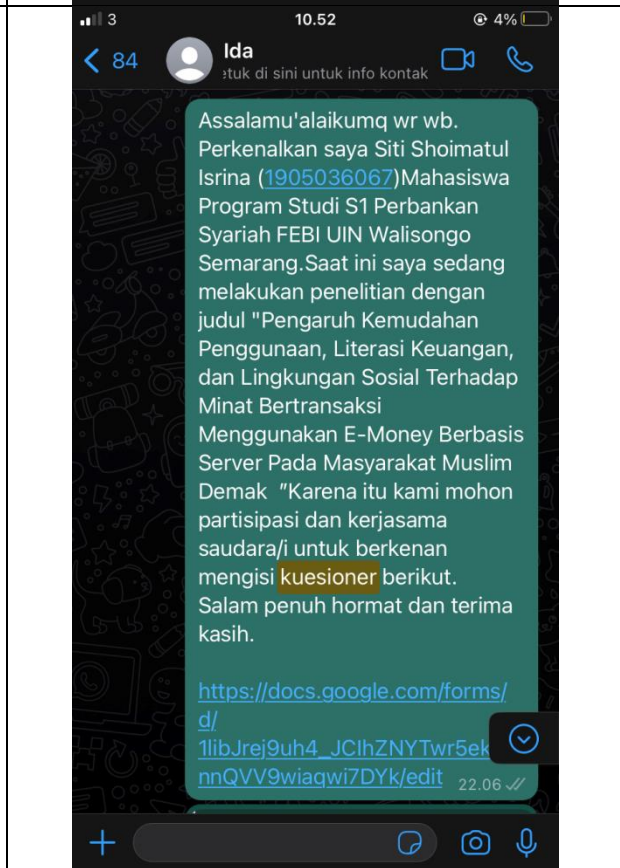 3 10.52 4%
84 Ida
etuk di sini untuk info kontak
Assalamu'alaikumq wr wb.
Perkenalkan saya Siti Shoimatul
Isrina (1905036067)Mahasiswa
Program Studi S1 Perbankan
Syariah FEBI UIN Walisongo
Semarang.Saat ini saya sedang
melakukan penelitian dengan
judul "Pengaruh Kemudahan
Penggunaan, Literasi Keuangan,
dan Lingkungan Sosial Terhadap
Minat Bertransaksi
Menggunakan E-Money Berbasis
Server Pada Masyarakat Muslim
Demak "Karena itu kami mohon
partisipasi dan kerjasama
saudara/i untuk berkenan
mengisi kuesioner berikut.
Salam penuh hormat dan terima
kasih.
https://docs.google.com/forms/
d/
1libJrej9uh4_JClhZNYTwr5ek
nnQVV9wiaqwi7DYk/edit 22.06